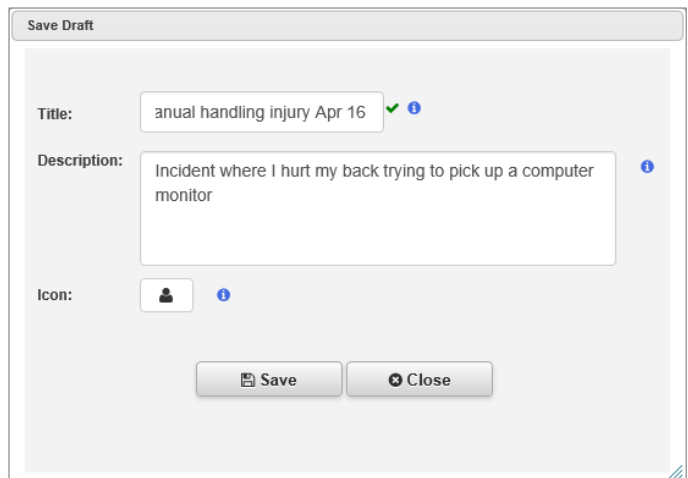 Save Draft
Title: anual handling injury Apr 16
Description: Incident where I hurt my back trying to pick up a computer
monitor
Icon:
Save Close